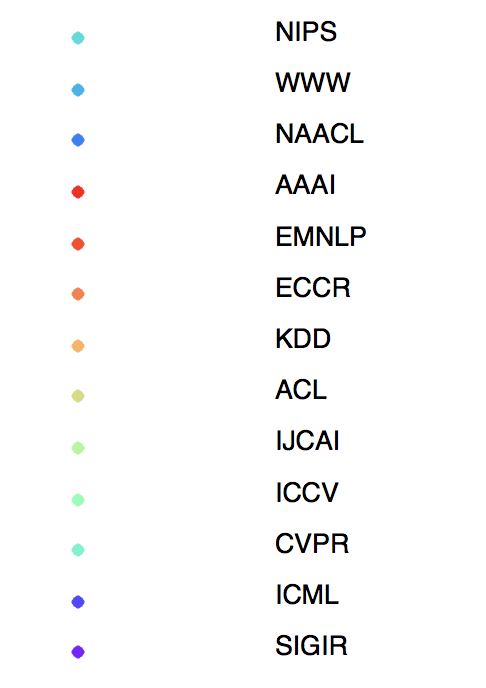 NIPS
WWW
NAACL
AAAI
EMNLP
ECCR
KDD
ACL
IJCAI
ICCV
CVPR
ICML
SIGIR